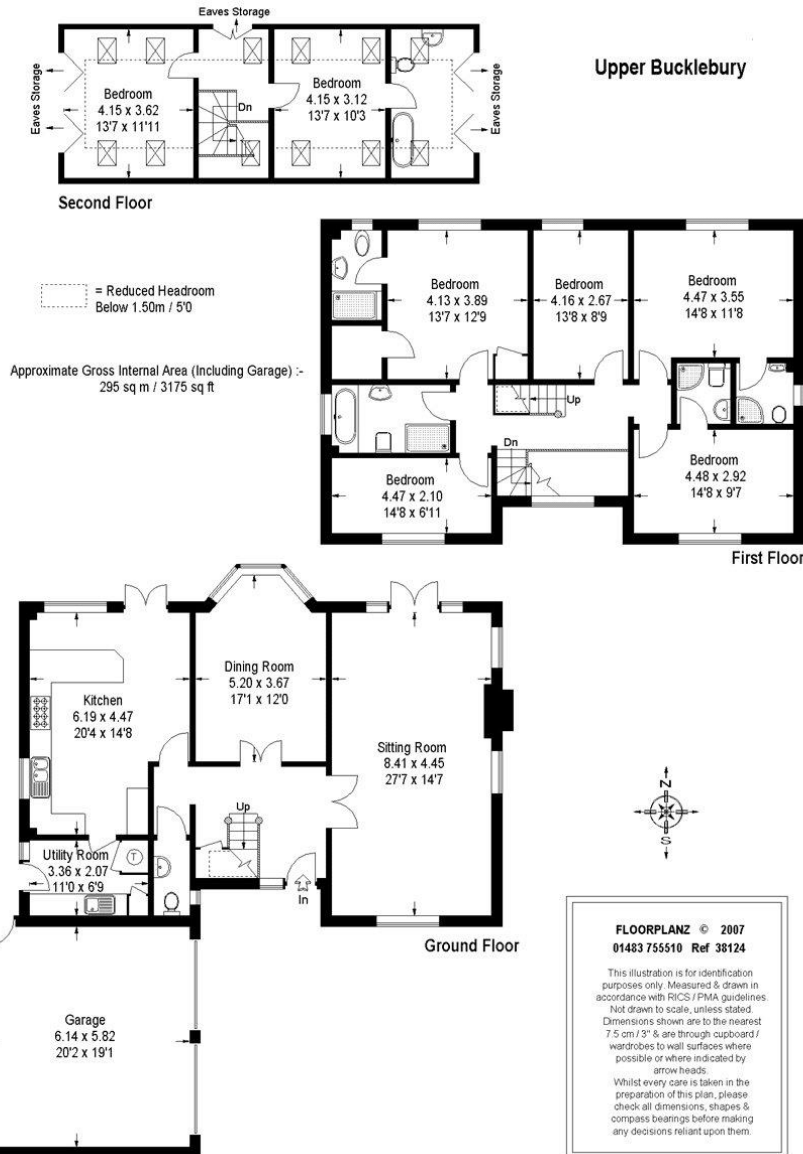 Upper Bucklebury
Eaves Storage
Eaves Storage
Bedroom
4.15 x 3.62
13'7 x 11'11
Dn
Bedroom
4.15 x 3.12
13'7 x 10'3
Eaves Storage
Second Floor
= Reduced Headroom
Below 1.50m / 5'0
Approximate Gross Internal Area (Including Garage) :-
295 sq m / 3175 sq ft
Bedroom
4.13 x 3.89
13'7 x 12'9
Bedroom
4.16 x 2.67
13'8 x 8'9
Bedroom
4.47 x 3.55
14'8 x 11'8
Up
Dn
Bedroom
4.47 x 2.10
14'8 x 6'11
Bedroom
4.48 x 2.92
14'8 x 9'7
First Floor
Kitchen
6.19 x 4.47
20'4 x 14'8
Dining Room
5.20 x 3.67
17'1 x 12'0
Sitting Room
8.41 x 4.45
27'7 x 14'7
Up
T
Utility Room
3.36 x 2.07
11'0 x 6'9
In
Ground Floor
Garage
6.14 x 5.82
20'2 x 19'1
N
S
FLOORPLANZ © 2007
01483 755510 Ref 38124
This illustration is for identification
purposes only. Measured & drawn in
accordance with RICS / PMA guidelines.
Not drawn to scale, unless stated.
Dimensions shown are to the nearest
7.5 cm / 3" & are through cupboard /
wardrobes to wall surfaces where
possible or where indicated by
arrow heads.
Whilst every care is taken in the
preparation of this plan, please
check all dimensions, shapes &
compass bearings before making
any decisions reliant upon them.